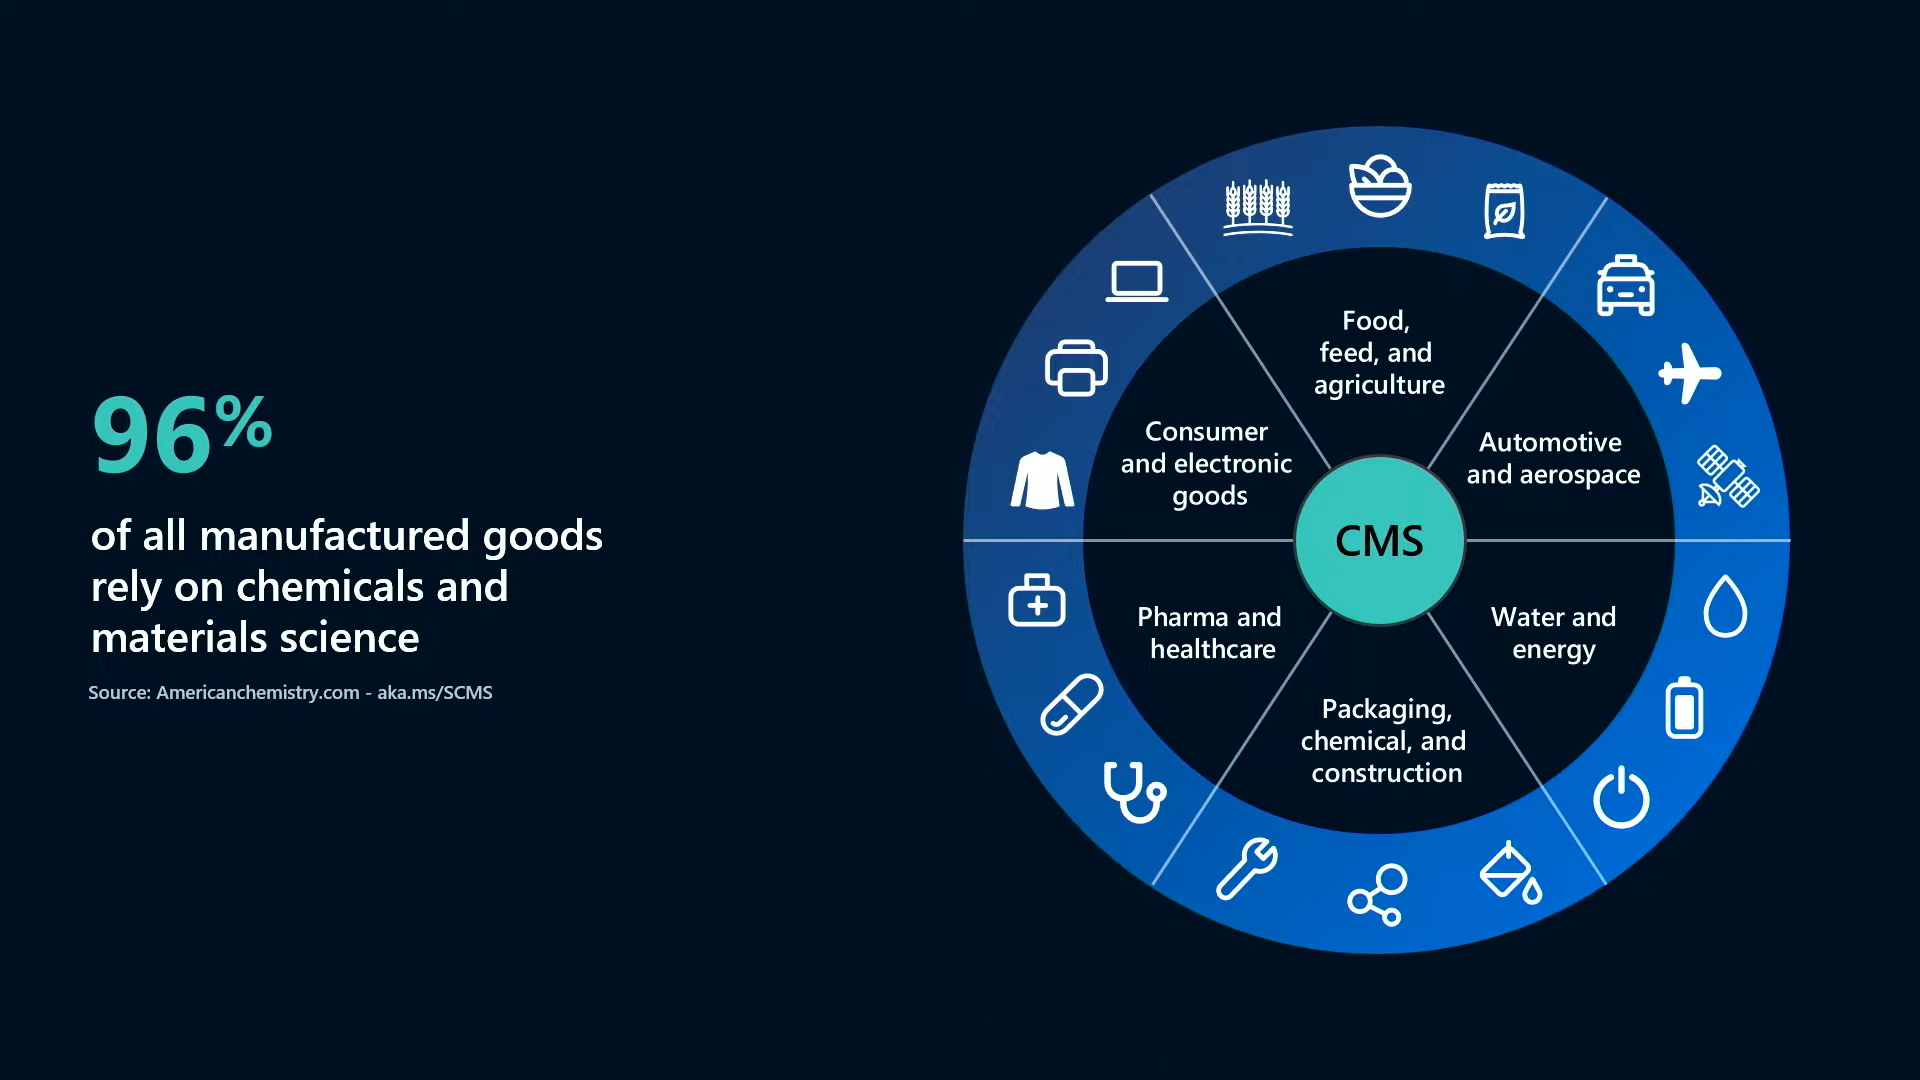 96%
of all manufactured goods
rely on chemicals and
materials science
Source: Americanchemistry.com - aka.ms/SCMS
Food,
feed, and
agriculture
Automotive
and aerospace
Water and
energy
Packaging,
chemical, and
construction
Pharma and
healthcare
Consumer
and electronic
goods
CMS